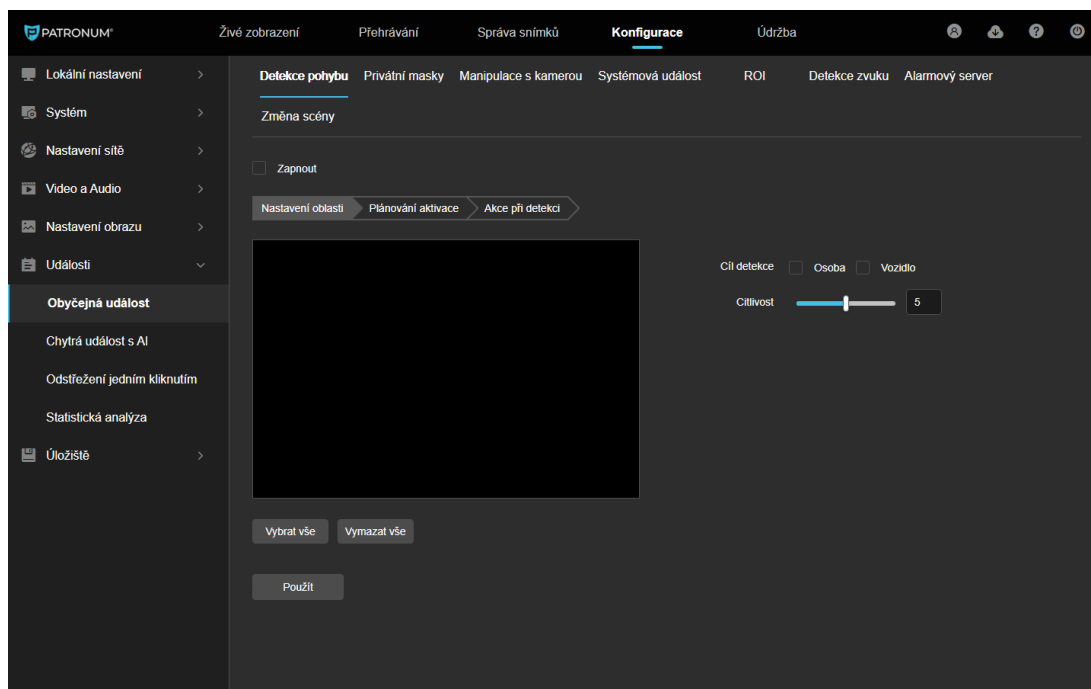 PATRONUM®
Živé zobrazení Přehrávání Správa snímků Konfigurace Údržba
Lokální nastavení
Systém
Nastavení sítě
Video a Audio
Nastavení obrazu
Události
Obyčejná událost
Chytrá událost s AI
Odstřežení jedním kliknutím
Statistická analýza
Úložiště
Detekce pohybu Privátní masky Manipulace s kamerou Systémová událost ROI Detekce zvuku Alarmový server
Změna scény
Zapnout
Nastavení oblasti Plánování aktivace Akce při detekci
Cíl detekce Osoba Vozidlo
Citlivost 5
Vybrat vše Vymazat vše
Použít